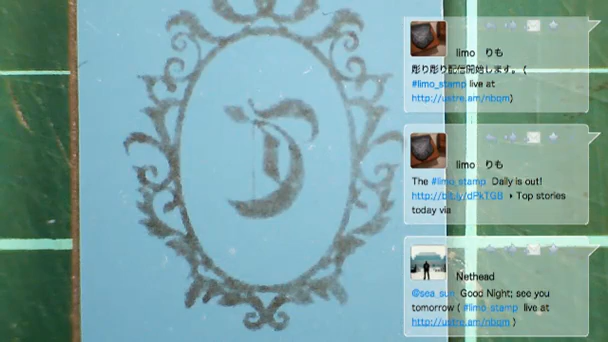 limo りも
彫り彫り配信開始します。(
#limo_stamp live at
http://ustre.am/nbqm)
limo りも
The #limo_stamp Daily is out!
http://bit.ly/dPkTGB ▸ Top stories
today via
Nethead
@sea_sun Good Night; see you
tomorrow ( #limo_stamp live at
http://ustre.am/nbqm )